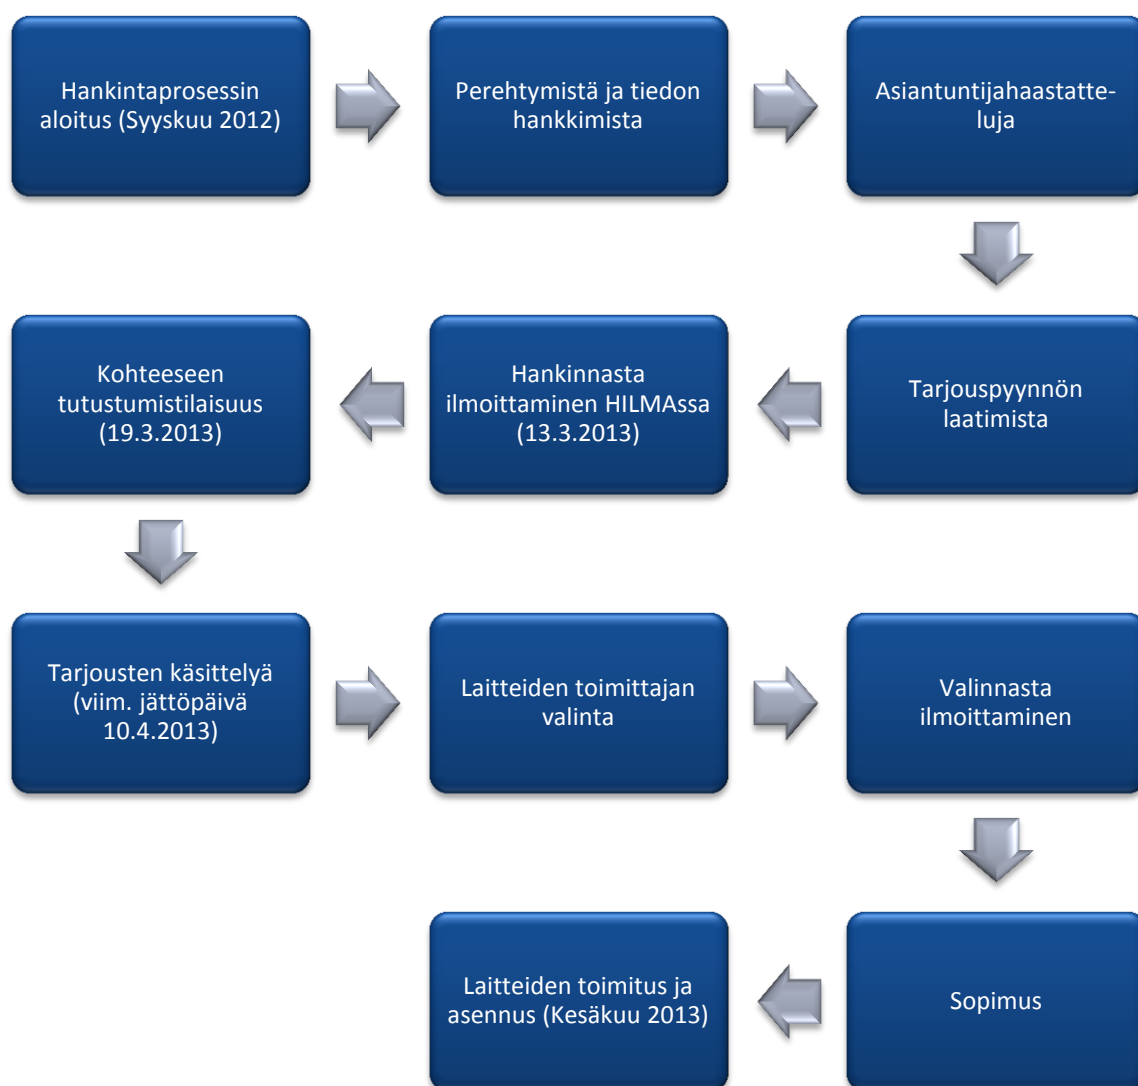 Hankintaprosessin
aloitus (Syyskuu 2012)
Perehtymistä ja tiedon
hankkimista
Asiantuntijahaastatte-
luja
Tarjouspyynnön
laatimista
Hankinnasta
ilmoittaminen HILMAssa
(13.3.2013)
Kohteeseen
tutustumistilaisuus
(19.3.2013)
Tarjousten käsittelyä
(viim. jättöpäivä
10.4.2013)
Laitteiden toimittajan
valinta
Valinnasta
ilmoittaminen
Sopimus
Laitteiden toimitus ja
asennus (Kesäkuu 2013)